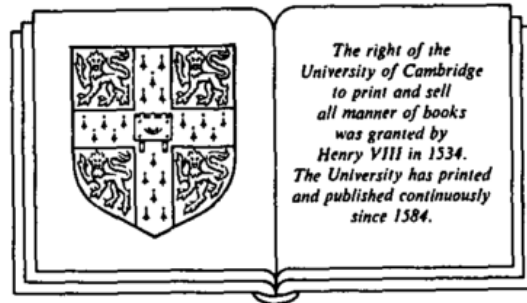 The right of the
University of Cambridge
to print and sell
all manner of books
was granted by
Henry VIII in 1534.
The University has printed
and published continuously
since 1584.